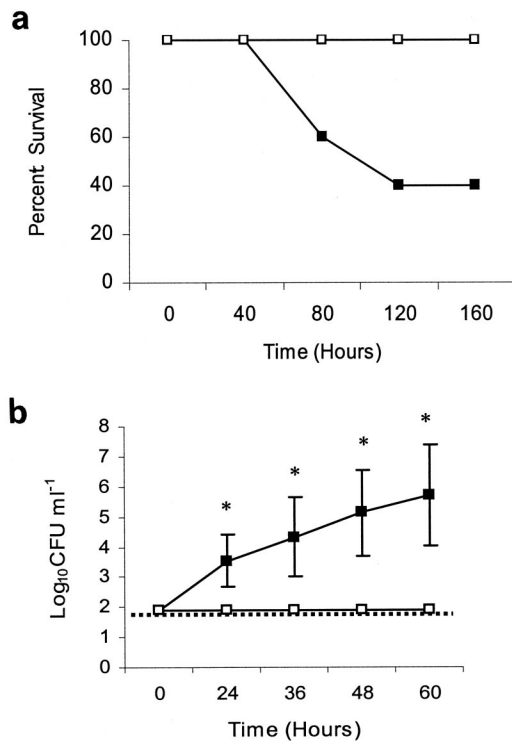 a
100
80
60
40
20
0
Percent Survival
0 40 80 120 160
Time (Hours)
b
8
7
6
5
4
3
2
1
0
Log₁₀CFU ml⁻¹
* * * *
0 24 36 48 60
Time (Hours)